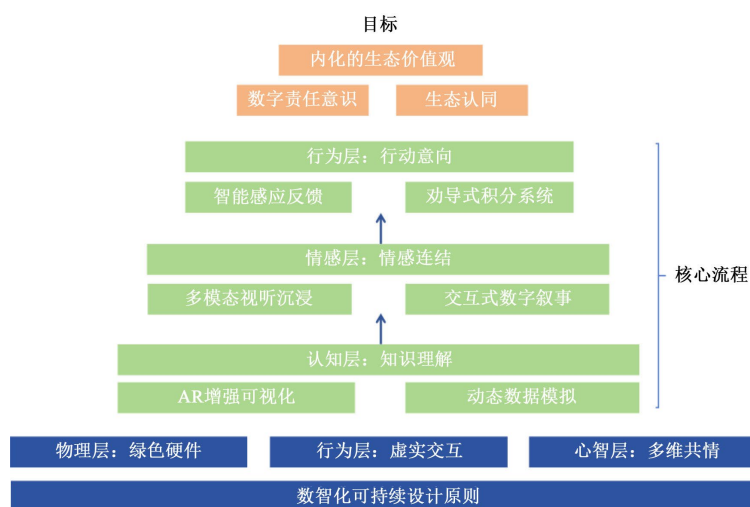 目标
内化的生态价值观
数字责任意识
生态认同
行为层：行动意向
智能感应反馈
劝导式积分系统
情感层：情感连结
多模态视听沉浸
交互式数字叙事
核心流程
认知层：知识理解
AR增强可视化
动态数据模拟
物理层：绿色硬件
行为层：虚实交互
心智层：多维共情
数智化可持续设计原则